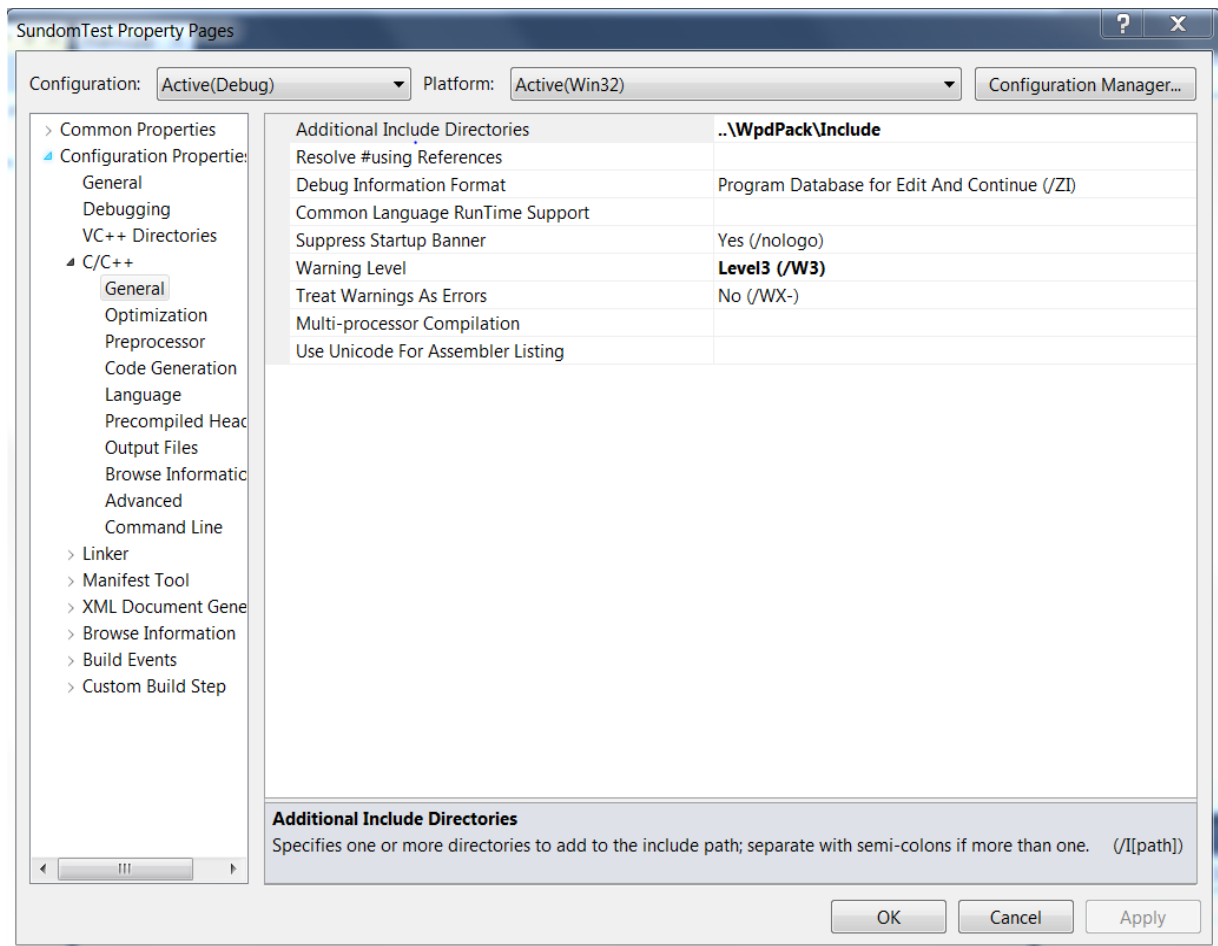 SundomTest Property Pages
Configuration: Active(Debug) Platform: Active(Win32) Configuration Manager...
Common Properties
Configuration Properties
General
Debugging
VC++ Directories
C/C++
General
Optimization
Preprocessor
Code Generation
Language
Precompiled Heac
Output Files
Browse Informatic
Advanced
Command Line
Linker
Manifest Tool
XML Document Gene
Browse Information
Build Events
Custom Build Step
Additional Include Directories ..\WpdPack\Include
Resolve #using References
Debug Information Format Program Database for Edit And Continue (/ZI)
Common Language RunTime Support
Suppress Startup Banner Yes (/nologo)
Warning Level Level3 (/W3)
Treat Warnings As Errors No (/WX-)
Multi-processor Compilation
Use Unicode For Assembler Listing
Additional Include Directories
Specifies one or more directories to add to the include path; separate with semi-colons if more than one. (/I[path])
OK Cancel Apply